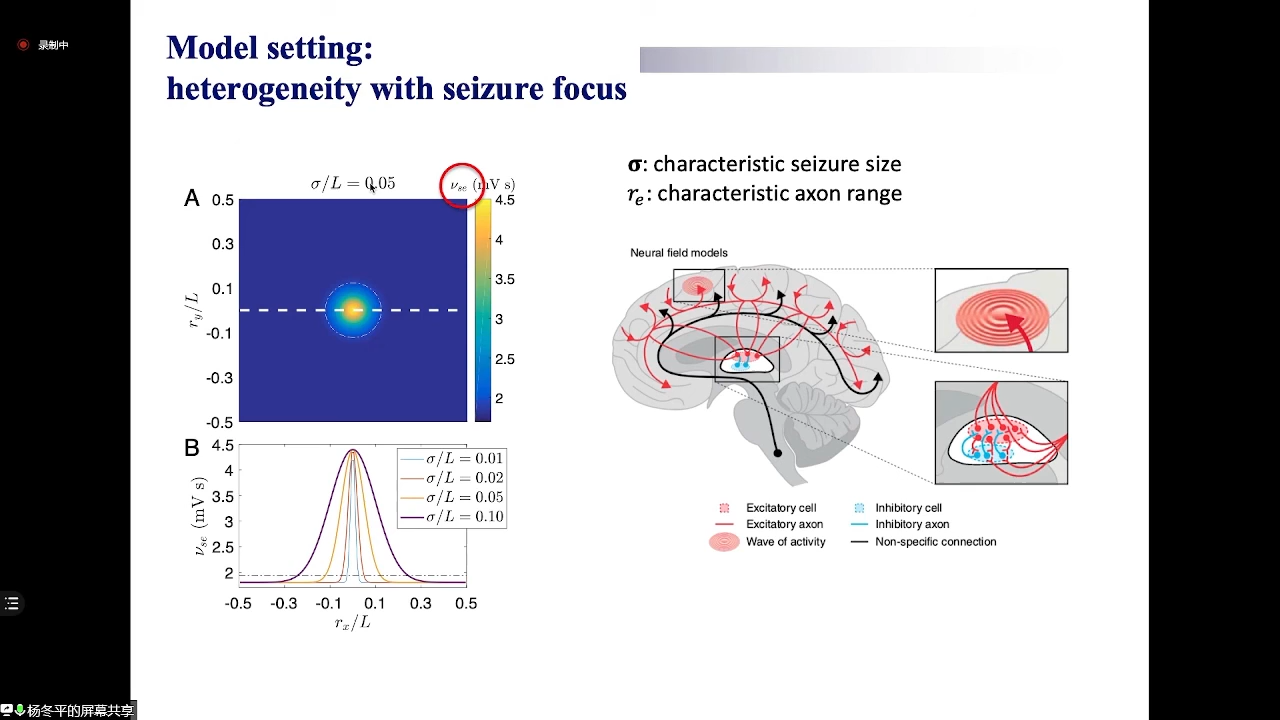 录制中
Model setting:
heterogeneity with seizure focus
σ: characteristic seizure size
rₑ: characteristic axon range
σ/L = 0.05
ν_se (mV s)
A
0.5
0.3
0.1
-0.1
-0.3
-0.5
r_y/L
4.5
4
3.5
3
2.5
2
B
4.5
4
3.5
3
2.5
2
ν_se (mV s)
σ/L = 0.01
σ/L = 0.02
σ/L = 0.05
σ/L = 0.10
-0.5 -0.3 -0.1 0.1 0.3 0.5
r_x/L
Neural field models
Excitatory cell
Excitatory axon
Wave of activity
Inhibitory cell
Inhibitory axon
Non-specific connection
杨冬平的屏幕共享